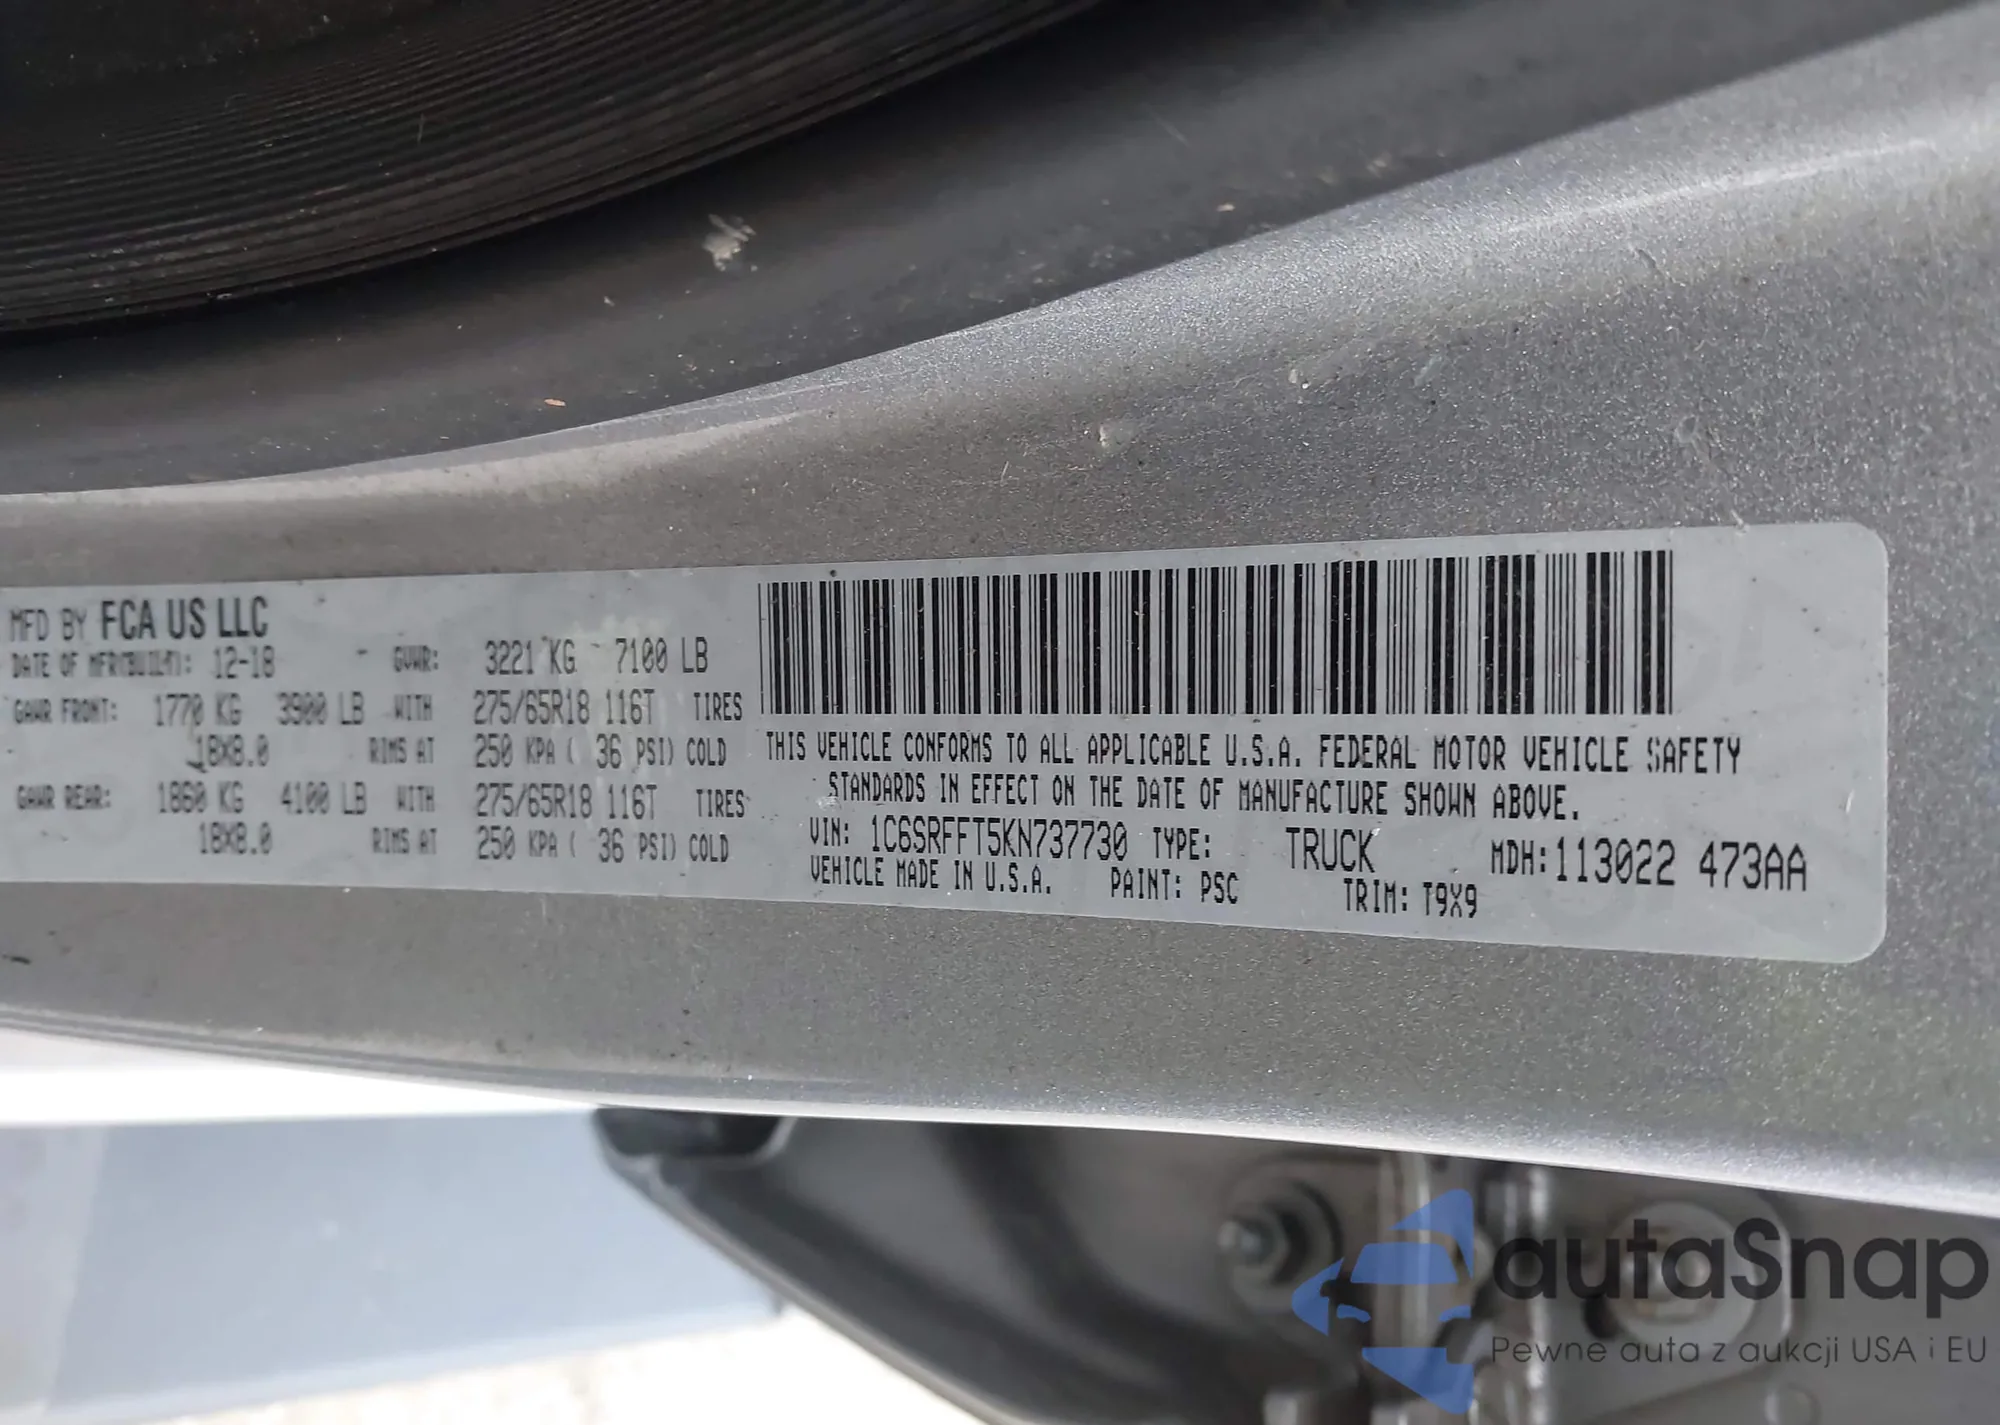 MFD BY FCA US LLC
DATE OF MFR(BUILT): 12-18 GVWR: 3221 KG 7100 LB
GAWR FRONT: 1770 KG 3900 LB WITH 275/65R18 116T TIRES
18X8.0 RIMS AT 250 KPA ( 36 PSI) COLD
GAWR REAR: 1860 KG 4100 LB WITH 275/65R18 116T TIRES
18X8.0 RIMS AT 250 KPA ( 36 PSI) COLD
THIS VEHICLE CONFORMS TO ALL APPLICABLE U.S.A. FEDERAL MOTOR VEHICLE SAFETY
STANDARDS IN EFFECT ON THE DATE OF MANUFACTURE SHOWN ABOVE.
VIN: 1C6SRFFT5KN737730 TYPE: TRUCK MDH:113022 473AA
VEHICLE MADE IN U.S.A. PAINT: PSC TRIM: T9X9
autaSnap
Pewne auta z aukcji USA i EU